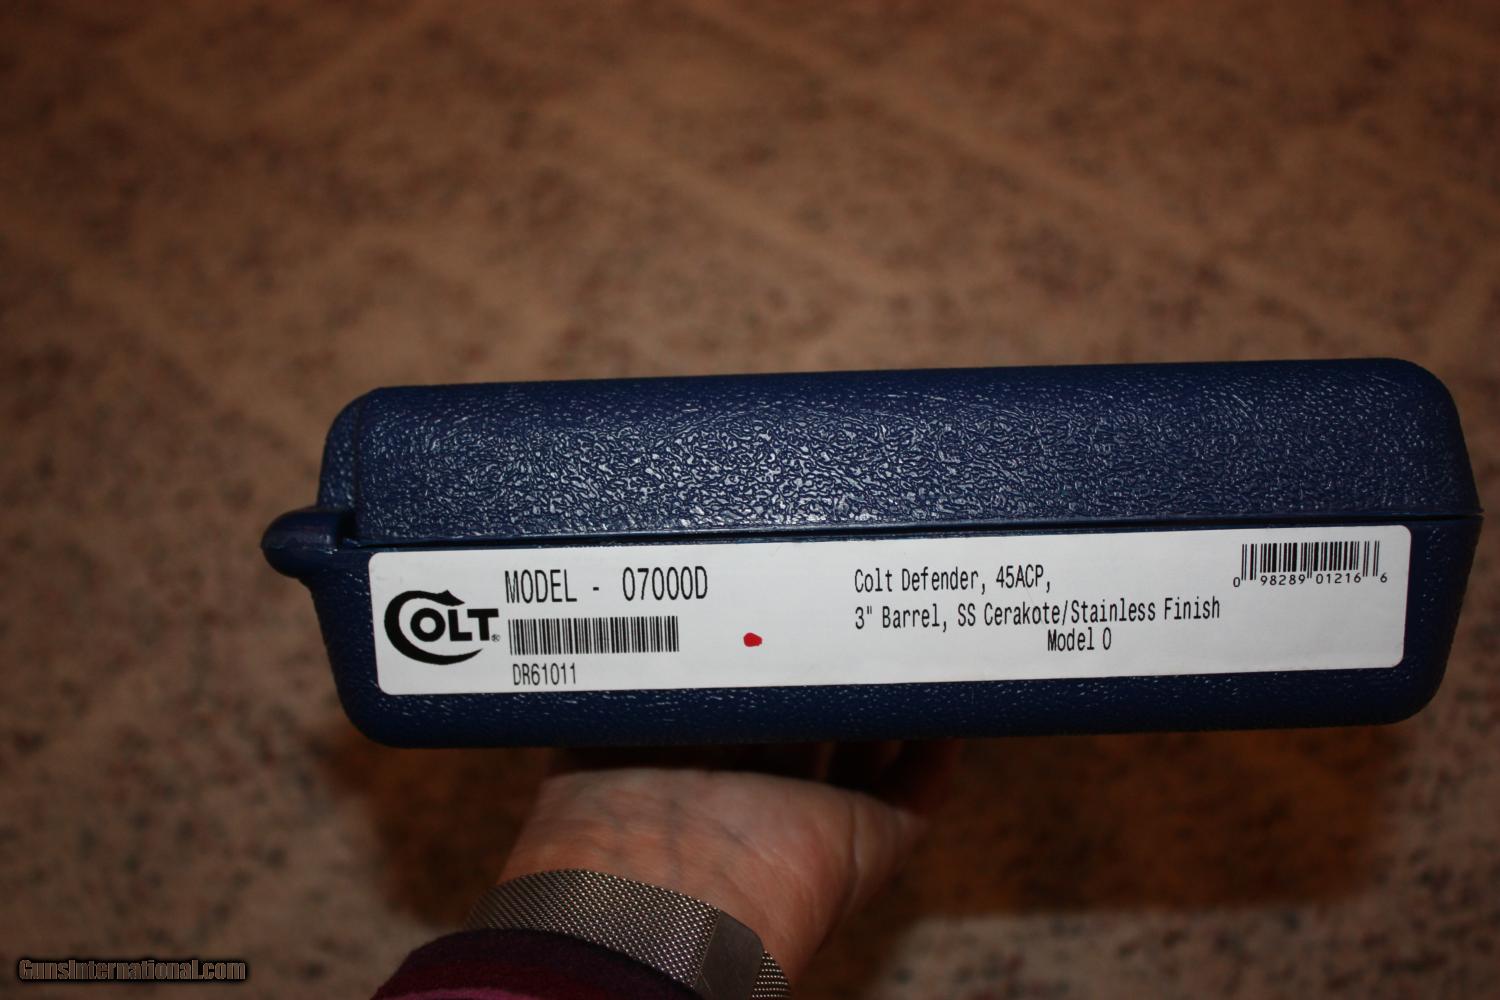 COLT®
MODEL - 07000D
DR61011
Colt Defender, 45ACP,
3" Barrel, SS Cerakote/Stainless Finish
Model O
0 98289 01216 6
GunsInternational.com